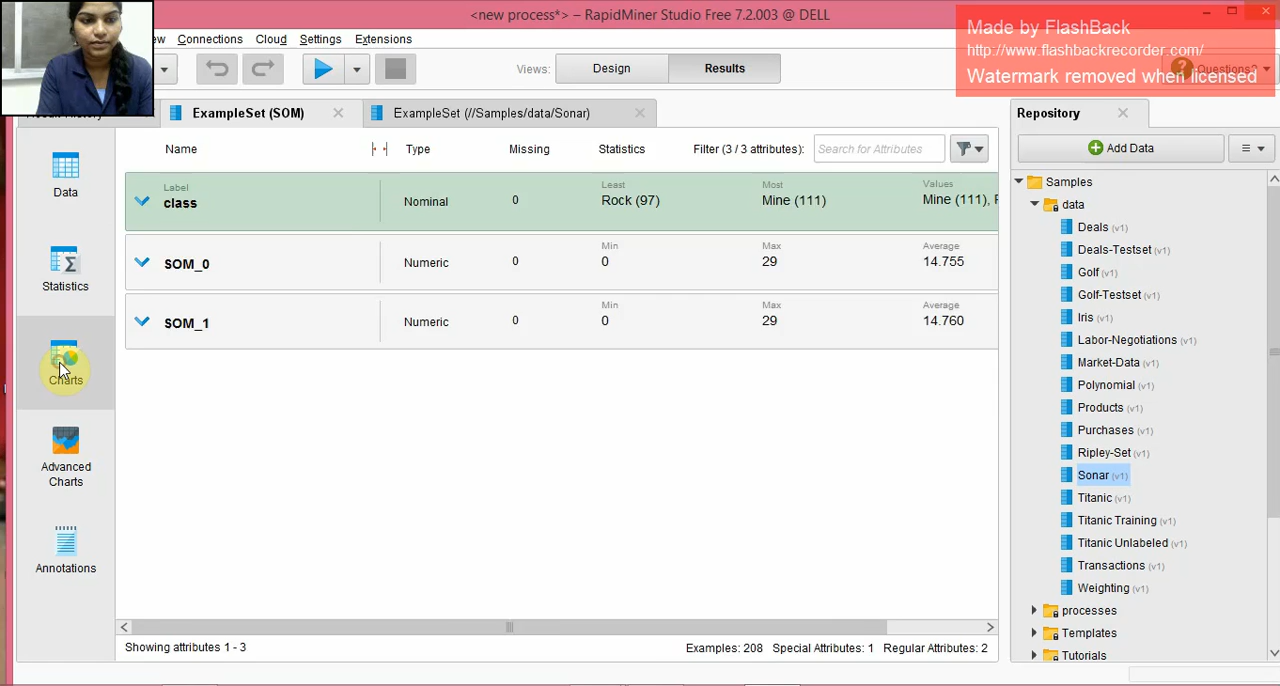 <new process*> – RapidMiner Studio Free 7.2.003 @ DELL
Made by FlashBack
http://www.flashbackrecorder.com/
Watermark removed when licensed
Connections Cloud Settings Extensions
Views: Design Results
Questions?
ExampleSet (SOM) ExampleSet (//Samples/data/Sonar)
Repository
Data
Statistics
Charts
Advanced
Charts
Annotations
Name Type Missing Statistics Filter (3 / 3 attributes): Search for Attributes
Label
class Nominal 0
Least
Rock (97)
Most
Mine (111)
Values
Mine (111),
SOM_0 Numeric 0
Min
0
Max
29
Average
14.755
SOM_1 Numeric 0
Min
0
Max
29
Average
14.760
Showing attributes 1 - 3 Examples: 208 Special Attributes: 1 Regular Attributes: 2
Add Data
Samples
data
Deals (v1)
Deals-Testset (v1)
Golf (v1)
Golf-Testset (v1)
Iris (v1)
Labor-Negotiations (v1)
Market-Data (v1)
Polynomial (v1)
Products (v1)
Purchases (v1)
Ripley-Set (v1)
Sonar (v1)
Titanic (v1)
Titanic Training (v1)
Titanic Unlabeled (v1)
Transactions (v1)
Weighting (v1)
processes
Templates
Tutorials